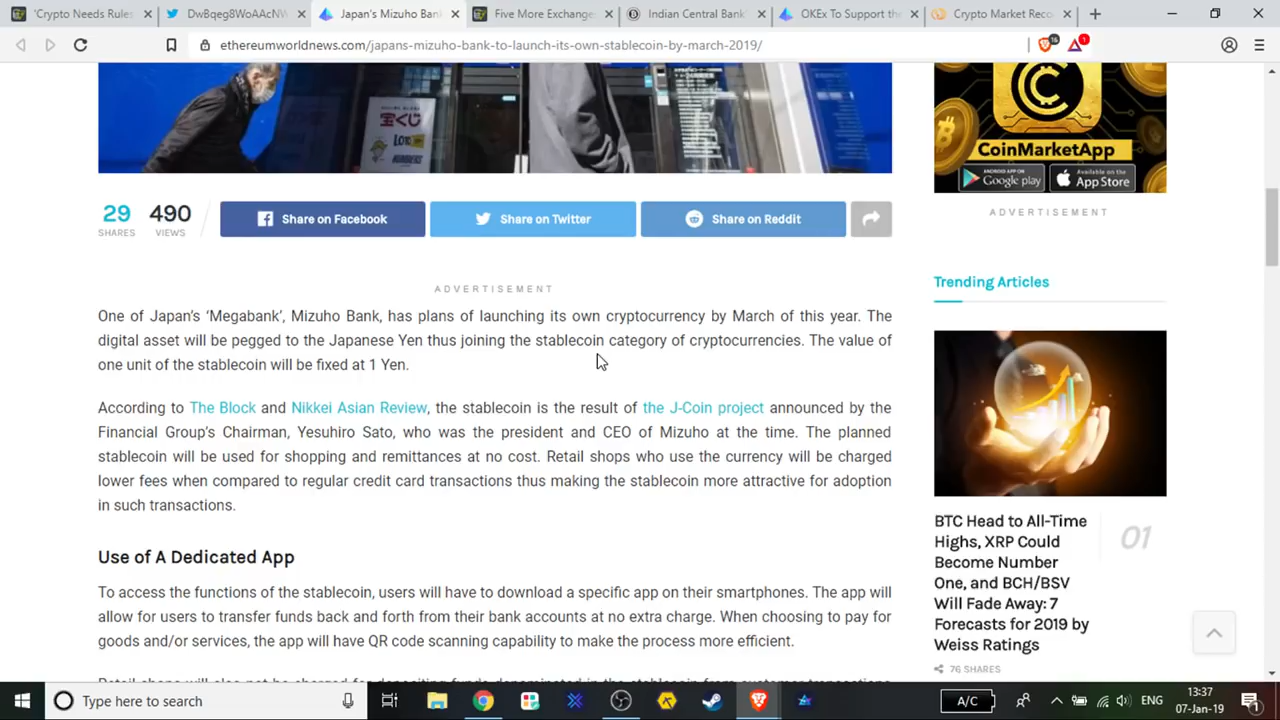 'Crypto Needs Rules
DwBqeg8WoAAcNW
Japan's Mizuho Ban
Five More Exchange
Indian Central Bank'
OKEx To Support the
Crypto Market Reco
ethereumworldnews.com/japans-mizuho-bank-to-launch-its-own-stablecoin-by-march-2019/
16
1
宝くじ
CoinMarketApp
ANDROID APP ON
Google play
Available on the
App Store
ADVERTISEMENT
29
SHARES
490
VIEWS
Share on Facebook
Share on Twitter
Share on Reddit
ADVERTISEMENT
One of Japan's 'Megabank', Mizuho Bank, has plans of launching its own cryptocurrency by March of this year. The
digital asset will be pegged to the Japanese Yen thus joining the stablecoin category of cryptocurrencies. The value of
one unit of the stablecoin will be fixed at 1 Yen.
According to The Block and Nikkei Asian Review, the stablecoin is the result of the J-Coin project announced by the
Financial Group's Chairman, Yesuhiro Sato, who was the president and CEO of Mizuho at the time. The planned
stablecoin will be used for shopping and remittances at no cost. Retail shops who use the currency will be charged
lower fees when compared to regular credit card transactions thus making the stablecoin more attractive for adoption
in such transactions.
Use of A Dedicated App
To access the functions of the stablecoin, users will have to download a specific app on their smartphones. The app will
allow for users to transfer funds back and forth from their bank accounts at no extra charge. When choosing to pay for
goods and/or services, the app will have QR code scanning capability to make the process more efficient.
Trending Articles
BTC Head to All-Time
Highs, XRP Could
Become Number
One, and BCH/BSV
Will Fade Away: 7
Forecasts for 2019 by
Weiss Ratings
01
76 SHARES
Type here to search
A/C
ENG
13:37
07-Jan-19
1